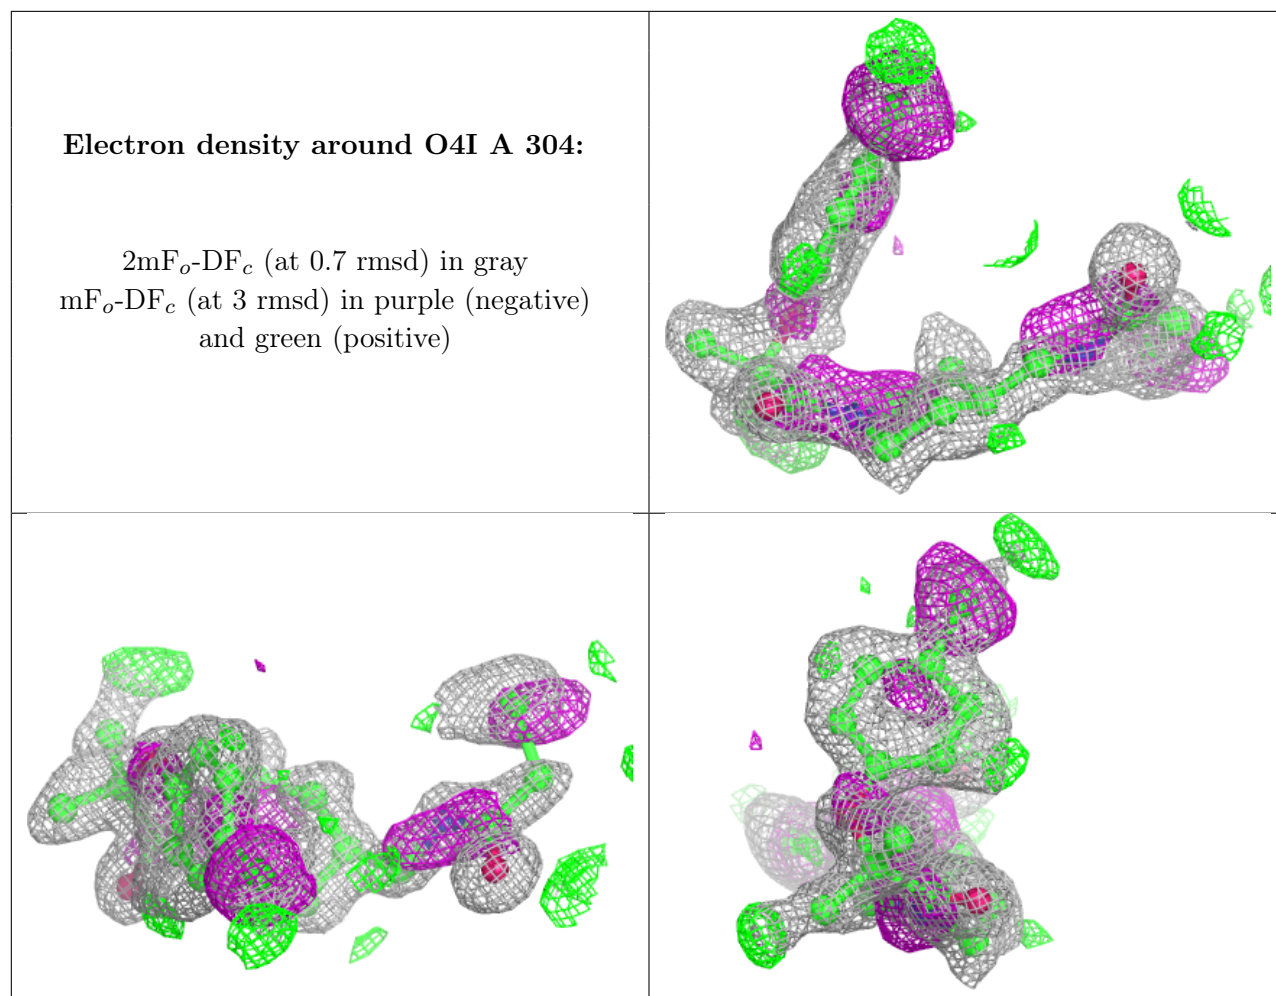 Electron density around O4I A 304:
2mFo-DFc (at 0.7 rmsd) in gray
mFo-DFc (at 3 rmsd) in purple (negative)
and green (positive)